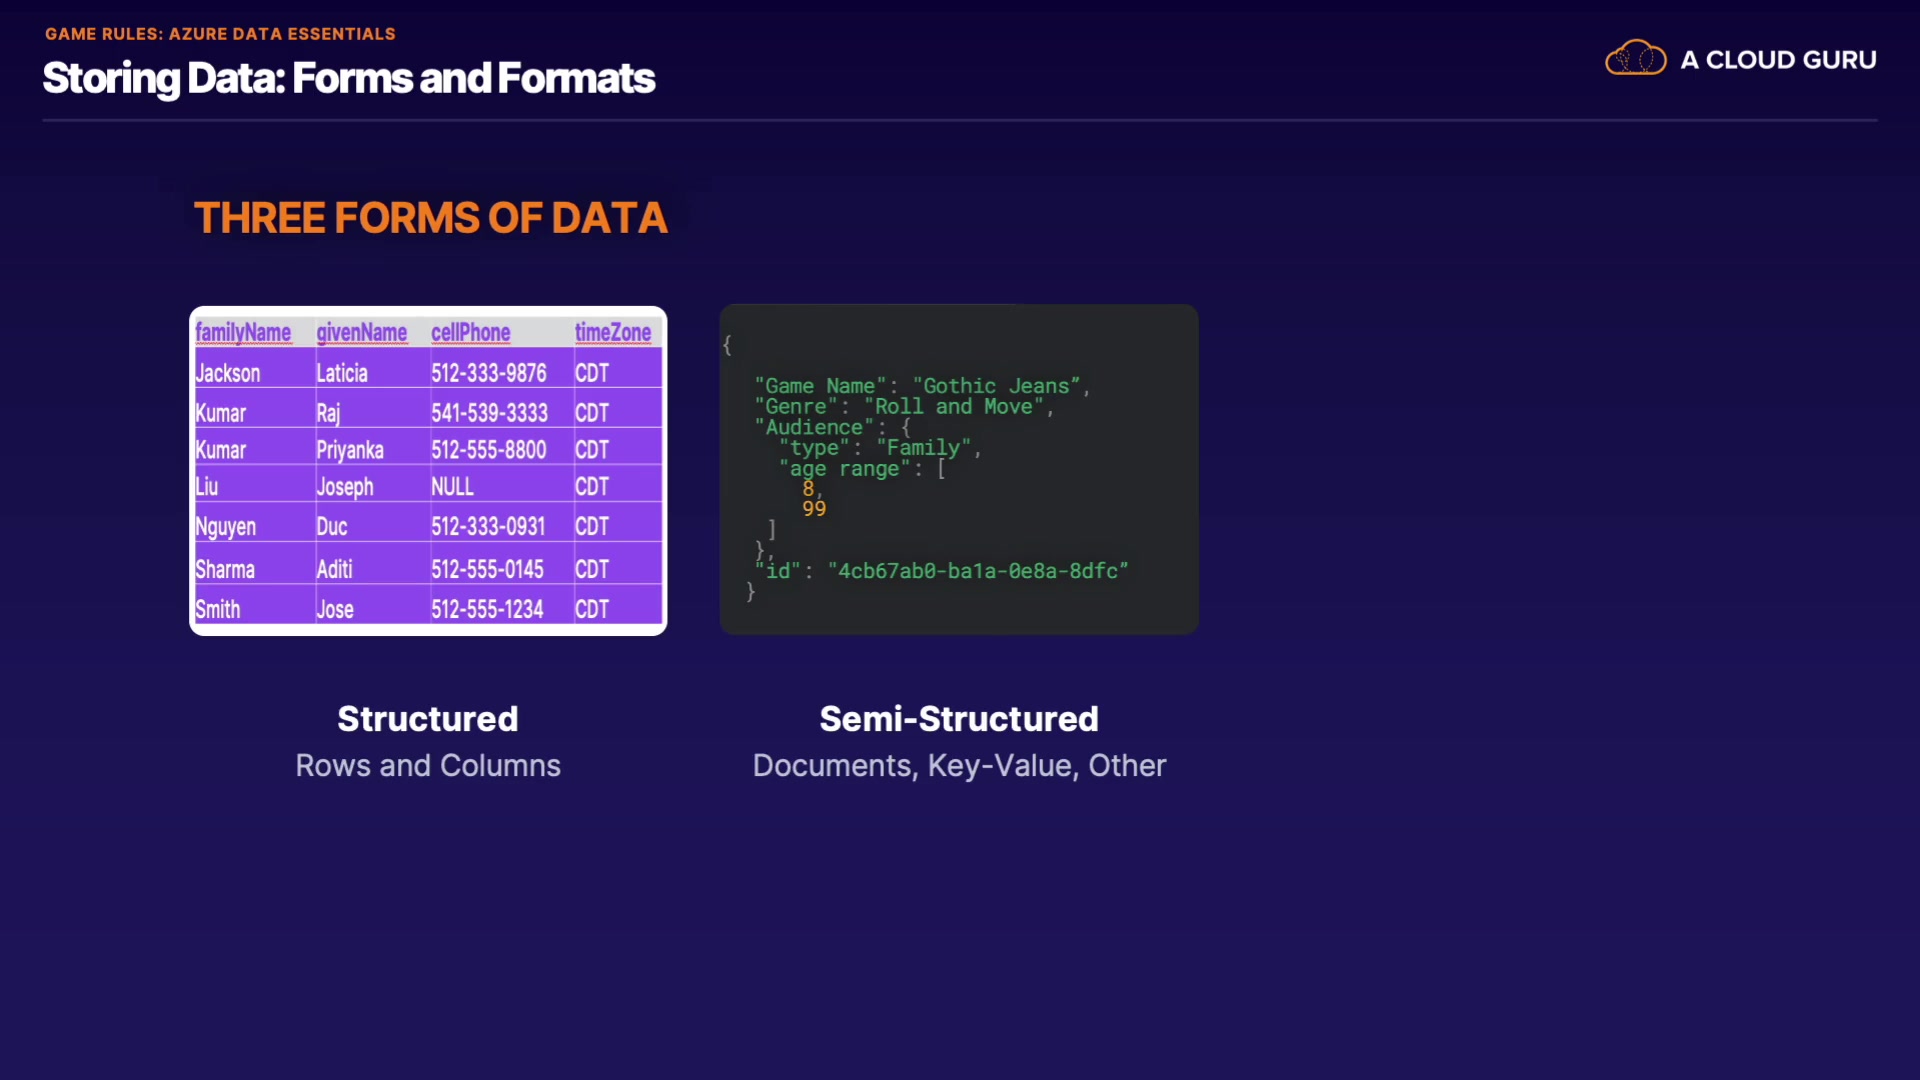 GAME RULES: AZURE DATA ESSENTIALS
Storing Data: Forms and Formats
A CLOUD GURU
THREE FORMS OF DATA
familyName givenName cellPhone timeZone
Jackson Laticia 512-333-9876 CDT
Kumar Raj 541-539-3333 CDT
Kumar Priyanka 512-555-8800 CDT
Liu Joseph NULL CDT
Nguyen Duc 512-333-0931 CDT
Sharma Aditi 512-555-0145 CDT
Smith Jose 512-555-1234 CDT
{
"Game Name": "Gothic Jeans”,
"Genre": "Roll and Move",
"Audience": {
"type": "Family",
"age range": [
8,
99
]
},
"id": "4cb67ab0-ba1a-0e8a-8dfc”
}
Structured
Rows and Columns
Semi-Structured
Documents, Key-Value, Other